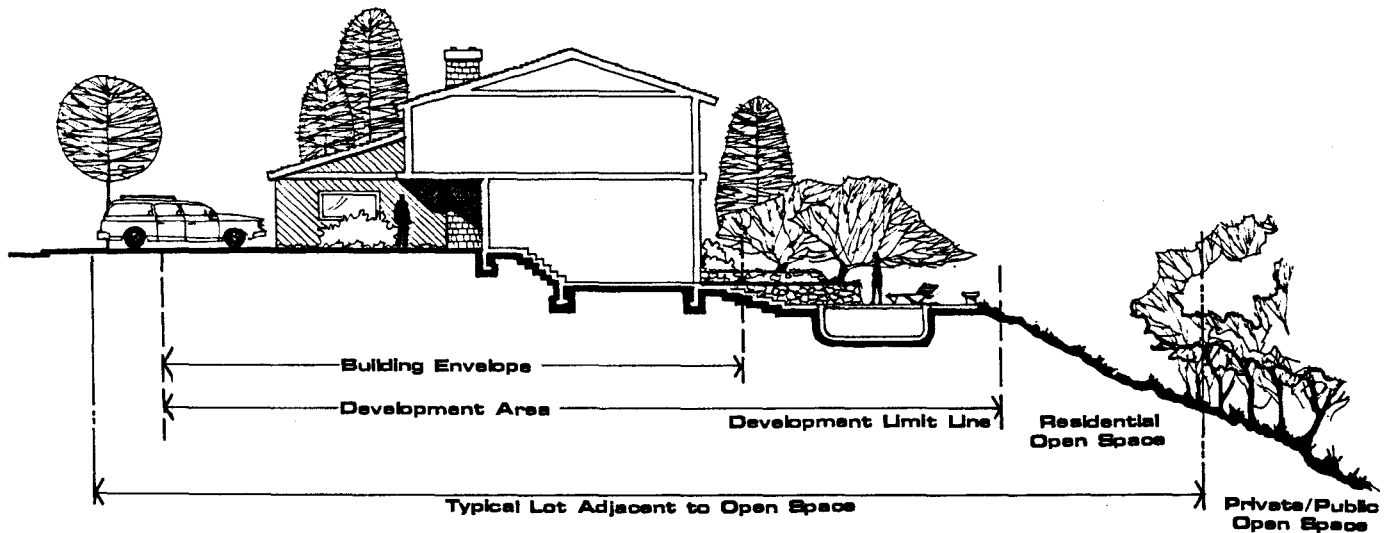 Building Envelope
Development Area
Development Limit Line
Residential
Open Space
Typical Lot Adjacent to Open Space
Private/Public
Open Space